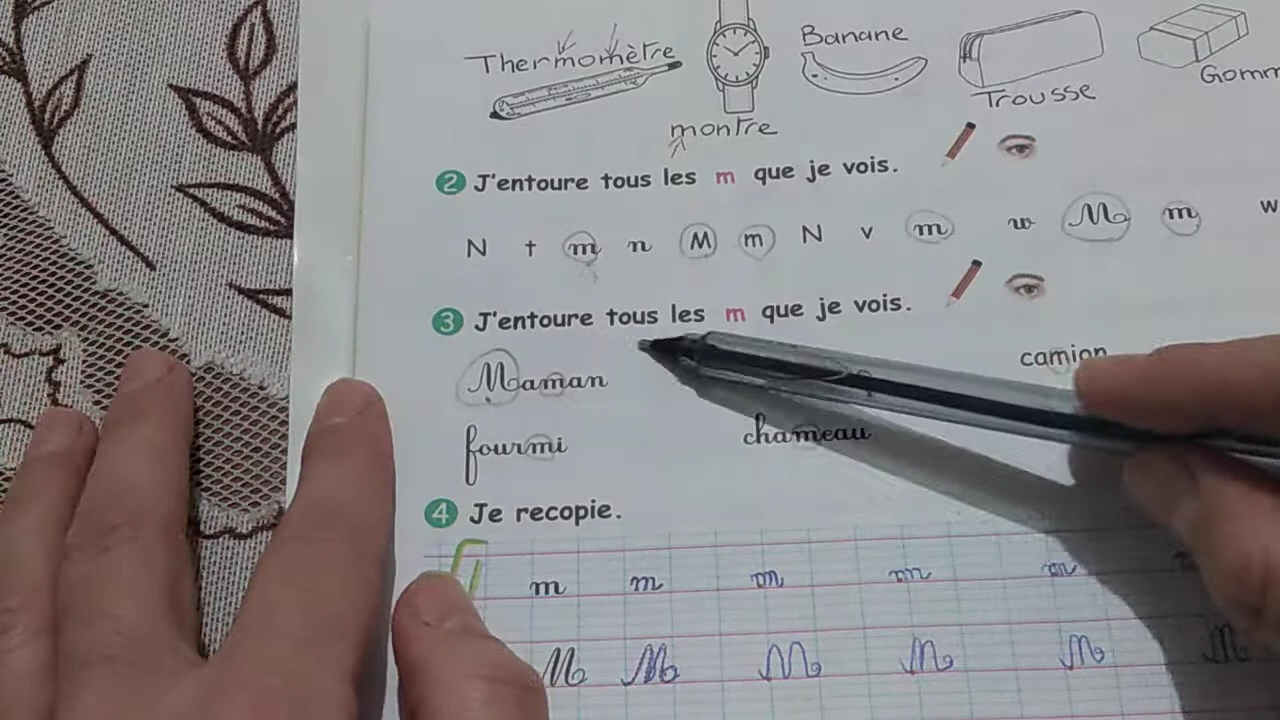 Thermomètre
Banane
Trousse
Gomm
montre
2 J'entoure tous les m que je vois.
N t m n M m N v m w M m w
3 J'entoure tous les m que je vois.
Maman camion
fourmi chameau
4 Je recopie.
m m m m m
M M M M M M